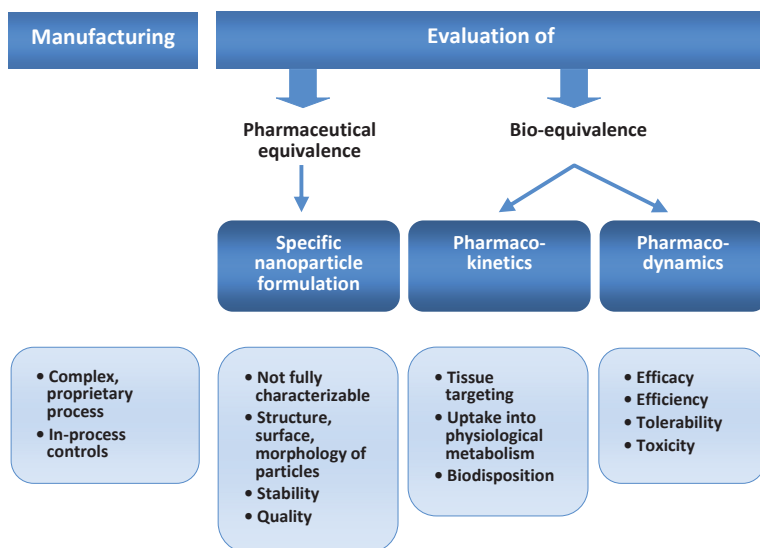 Manufacturing
Evaluation of
Pharmaceutical
equivalence
Bio-equivalence
Specific
nanoparticle
formulation
Pharmaco-
kinetics
Pharmaco-
dynamics
• Complex,
proprietary
process
• In-process
controls
• Not fully
characterizable
• Structure,
surface,
morphology of
particles
• Stability
• Quality
• Tissue
targeting
• Uptake into
physiological
metabolism
• Biodisposition
• Efficacy
• Efficiency
• Tolerability
• Toxicity